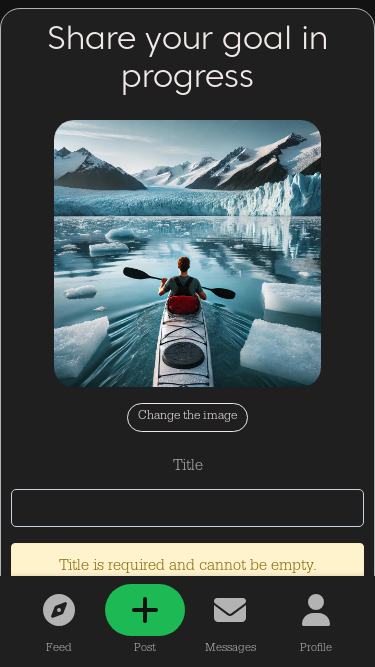 Share your goal in
progress
Change the image
Title
Title is required and cannot be empty.
Feed
Post
Messages
Profile